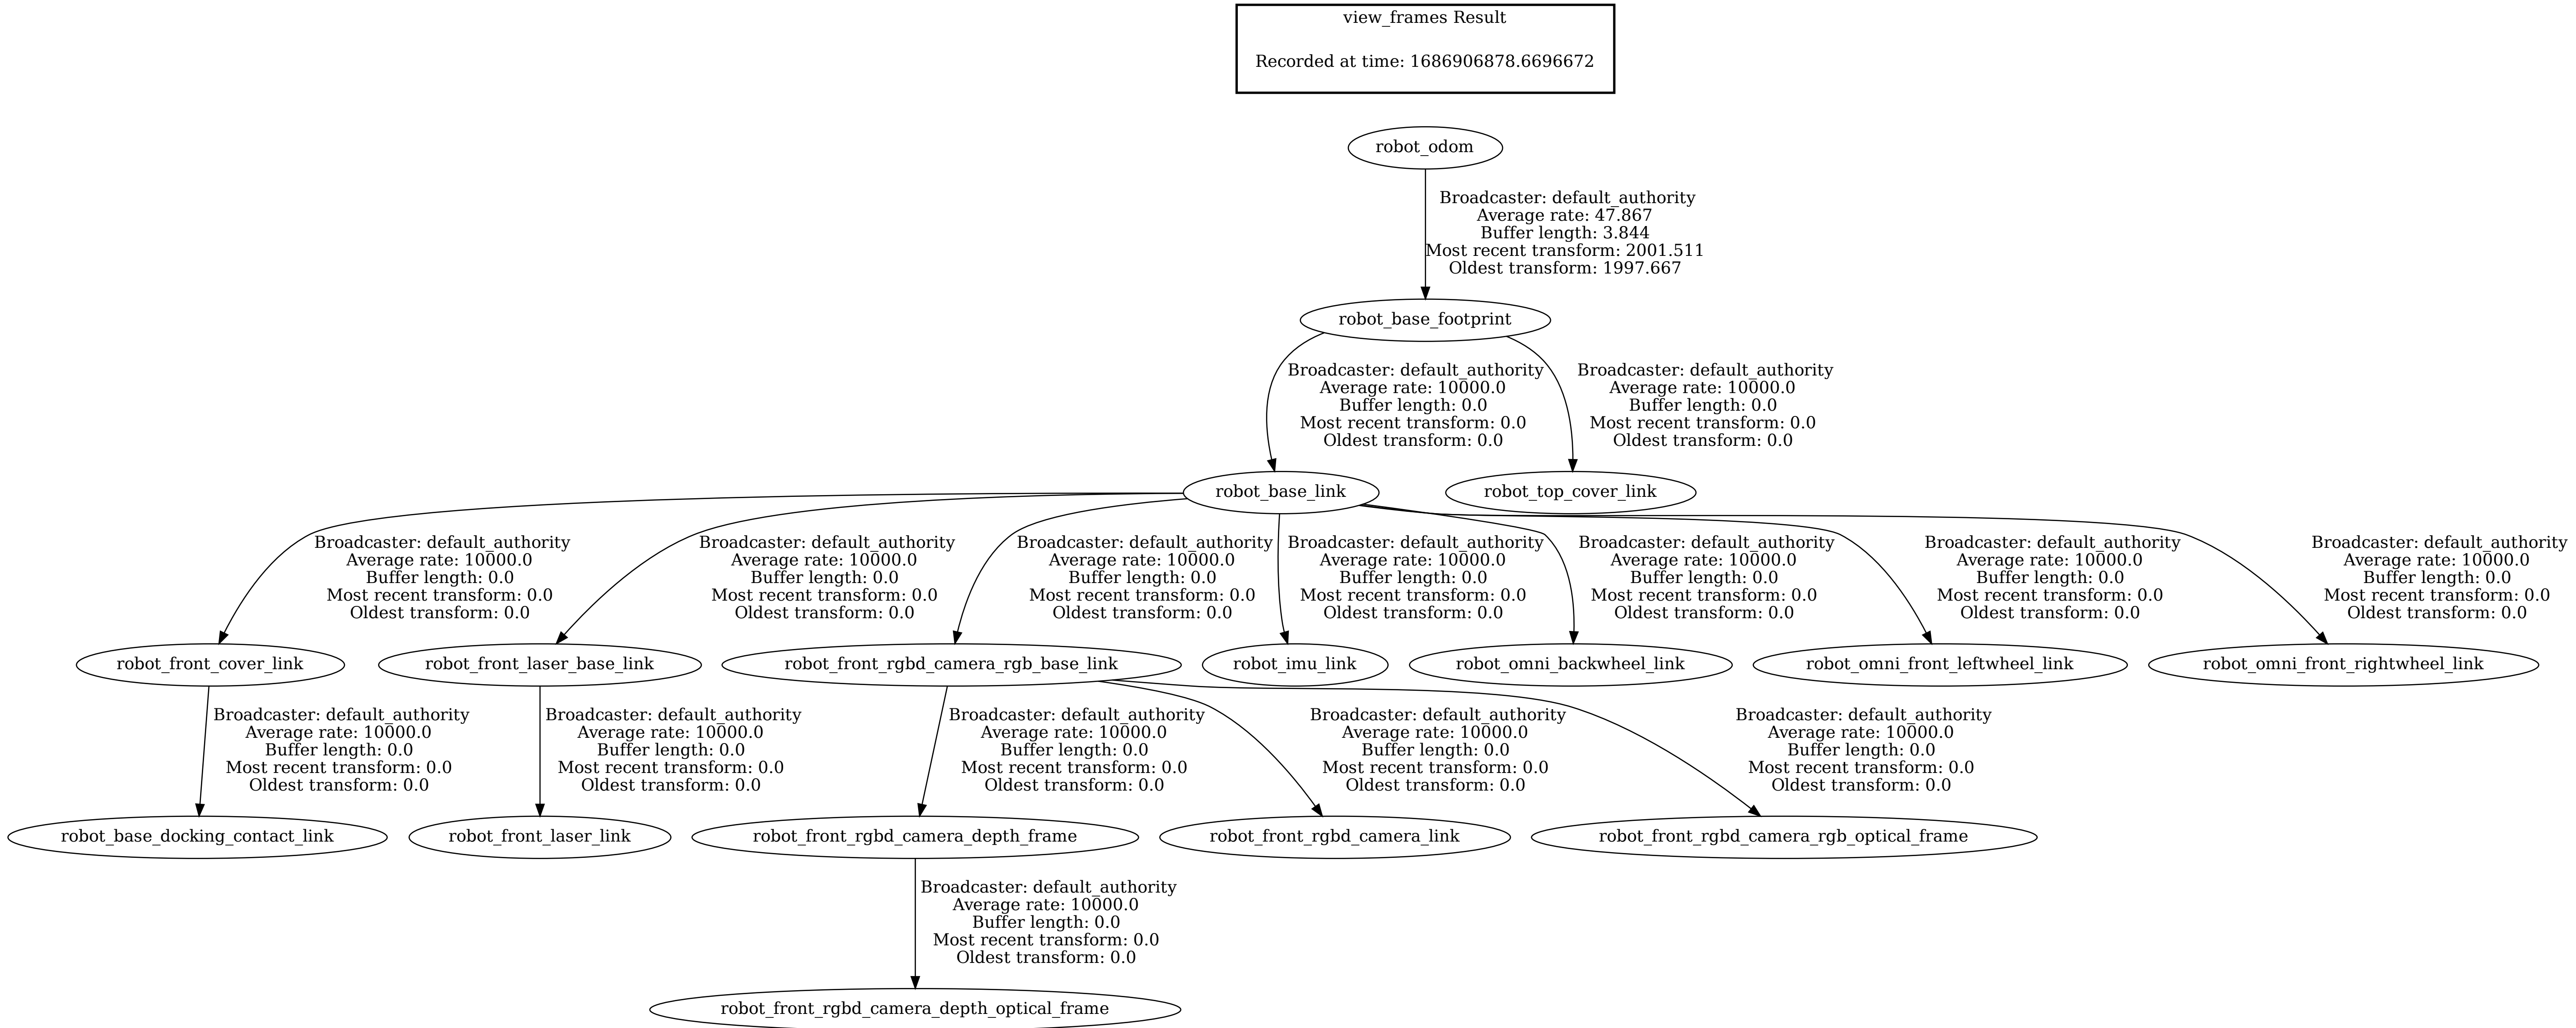 view_frames Result
Recorded at time: 1686906878.6696672
robot_odom
Broadcaster: default_authority
Average rate: 47.867
Buffer length: 3.844
Most recent transform: 2001.511
Oldest transform: 1997.667
robot_base_footprint
Broadcaster: default_authority
Average rate: 10000.0
Buffer length: 0.0
Most recent transform: 0.0
Oldest transform: 0.0
Broadcaster: default_authority
Average rate: 10000.0
Buffer length: 0.0
Most recent transform: 0.0
Oldest transform: 0.0
robot_base_link
robot_top_cover_link
Broadcaster: default_authority
Average rate: 10000.0
Buffer length: 0.0
Most recent transform: 0.0
Oldest transform: 0.0
Broadcaster: default_authority
Average rate: 10000.0
Buffer length: 0.0
Most recent transform: 0.0
Oldest transform: 0.0
Broadcaster: default_authority
Average rate: 10000.0
Buffer length: 0.0
Most recent transform: 0.0
Oldest transform: 0.0
Broadcaster: default_authority
Average rate: 10000.0
Buffer length: 0.0
Most recent transform: 0.0
Oldest transform: 0.0
Broadcaster: default_authority
Average rate: 10000.0
Buffer length: 0.0
Most recent transform: 0.0
Oldest transform: 0.0
Broadcaster: default_authority
Average rate: 10000.0
Buffer length: 0.0
Most recent transform: 0.0
Oldest transform: 0.0
Broadcaster: default_authority
Average rate: 10000.0
Buffer length: 0.0
Most recent transform: 0.0
Oldest transform: 0.0
robot_front_cover_link
robot_front_laser_base_link
robot_front_rgbd_camera_rgb_base_link
robot_imu_link
robot_omni_backwheel_link
robot_omni_front_leftwheel_link
robot_omni_front_rightwheel_link
Broadcaster: default_authority
Average rate: 10000.0
Buffer length: 0.0
Most recent transform: 0.0
Oldest transform: 0.0
Broadcaster: default_authority
Average rate: 10000.0
Buffer length: 0.0
Most recent transform: 0.0
Oldest transform: 0.0
Broadcaster: default_authority
Average rate: 10000.0
Buffer length: 0.0
Most recent transform: 0.0
Oldest transform: 0.0
Broadcaster: default_authority
Average rate: 10000.0
Buffer length: 0.0
Most recent transform: 0.0
Oldest transform: 0.0
Broadcaster: default_authority
Average rate: 10000.0
Buffer length: 0.0
Most recent transform: 0.0
Oldest transform: 0.0
robot_base_docking_contact_link
robot_front_laser_link
robot_front_rgbd_camera_depth_frame
robot_front_rgbd_camera_link
robot_front_rgbd_camera_rgb_optical_frame
Broadcaster: default_authority
Average rate: 10000.0
Buffer length: 0.0
Most recent transform: 0.0
Oldest transform: 0.0
robot_front_rgbd_camera_depth_optical_frame